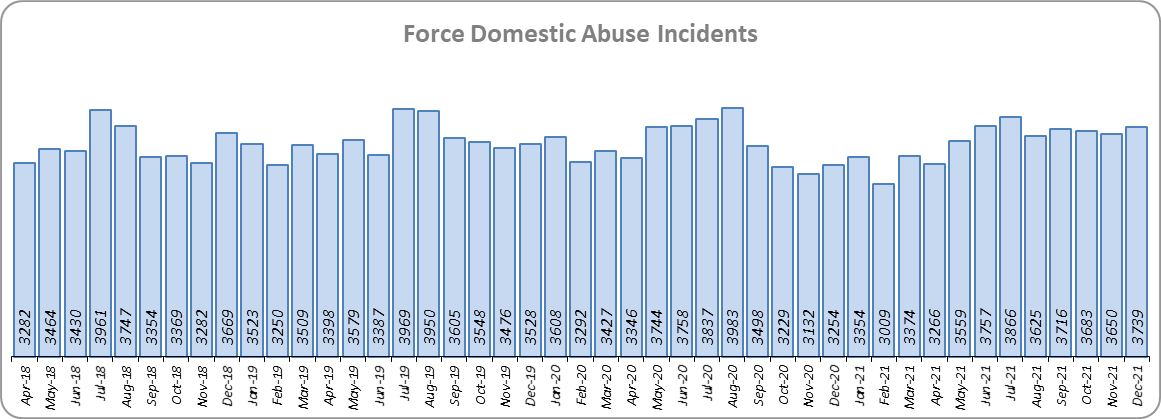 Force Domestic Abuse Incidents
3282 3464 3430 3961 3747 3354 3369 3282 3669 3523 3250 3509 3398 3579 3387 3969 3950 3605 3548 3476 3528 3608 3292 3427 3346 3744 3758 3837 3983 3498 3229 3132 3254 3354 3009 3374 3266 3559 3757 3866 3625 3716 3683 3650 3739
Apr-18 May-18 Jun-18 Jul-18 Aug-18 Sep-18 Oct-18 Nov-18 Dec-18 Jan-19 Feb-19 Mar-19 Apr-19 May-19 Jun-19 Jul-19 Aug-19 Sep-19 Oct-19 Nov-19 Dec-19 Jan-20 Feb-20 Mar-20 Apr-20 May-20 Jun-20 Jul-20 Aug-20 Sep-20 Oct-20 Nov-20 Dec-20 Jan-21 Feb-21 Mar-21 Apr-21 May-21 Jun-21 Jul-21 Aug-21 Sep-21 Oct-21 Nov-21 Dec-21